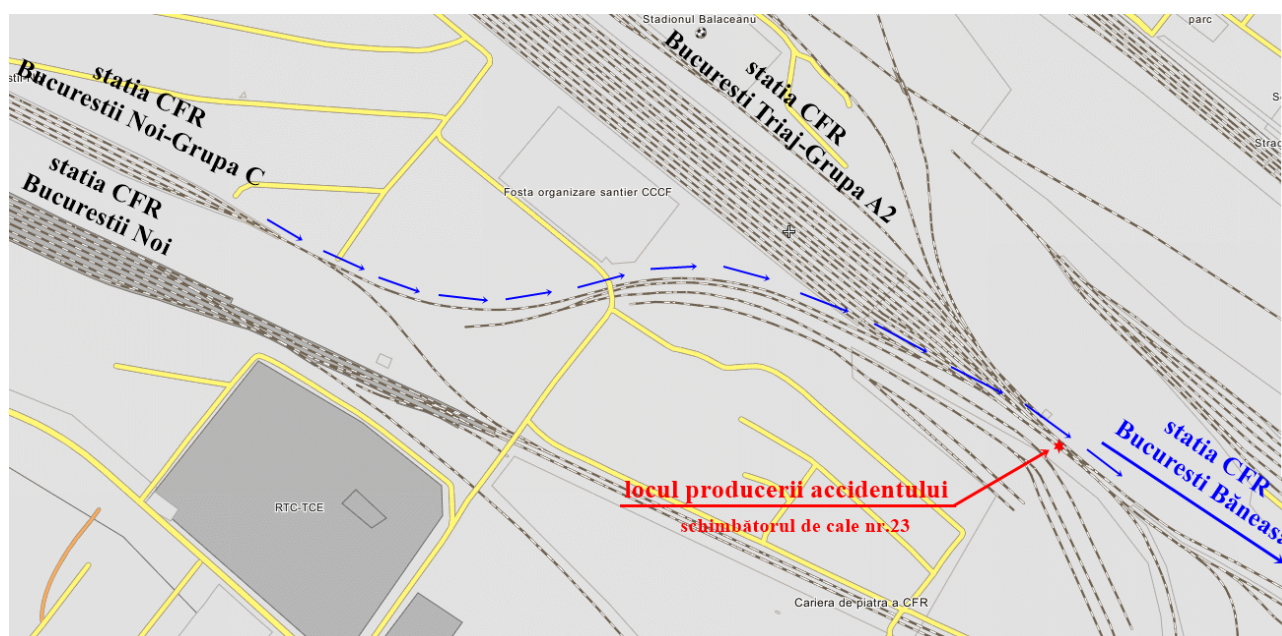 Stadionul Balaceanu
parc
statia CFR
Bucurestii Noi-Grupa C
statia CFR
Bucuresti Triaj-Grupa A2
statia CFR
Bucurestii Noi
Fosta organizare santier CCCF
statia CFR
Bucuresti Băneasa
locul producerii accidentului
schimbătorul de cale nr.23
RTC-TCE
Cariera de piatra a CFR